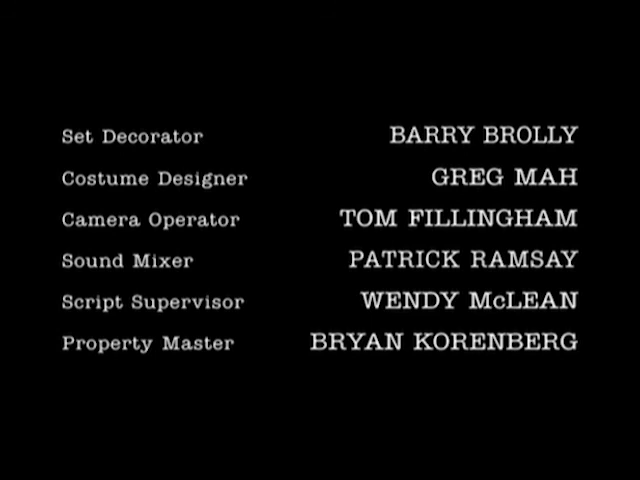 Set Decorator BARRY BROLLY
Costume Designer GREG MAH
Camera Operator TOM FILLINGHAM
Sound Mixer PATRICK RAMSAY
Script Supervisor WENDY McLEAN
Property Master BRYAN KORENBERG